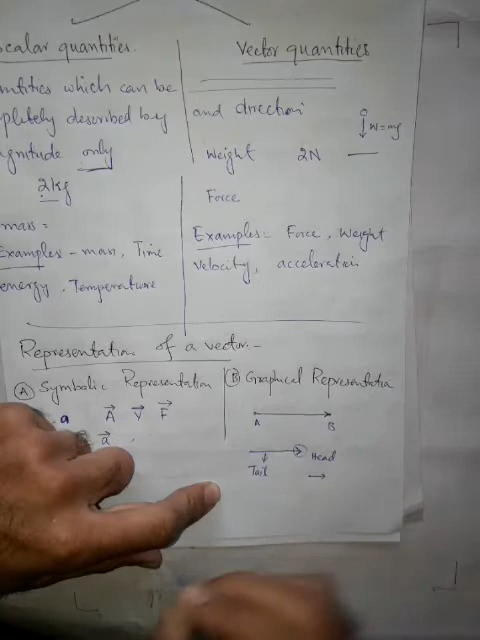 calar quantities.
Vector quantities
ntities which can be
pletely described by
gnitude only
2kg
and direction
W=mg
Weight 2N —
Force
mass =
Examples - mass, Time
energy, Temperature
Examples:- Force, Weight
Velocity, acceleration
Representation of a vector:-
A Symbolic Representation
a A V F
a
B Graphical Representation
A B
Head
Tail